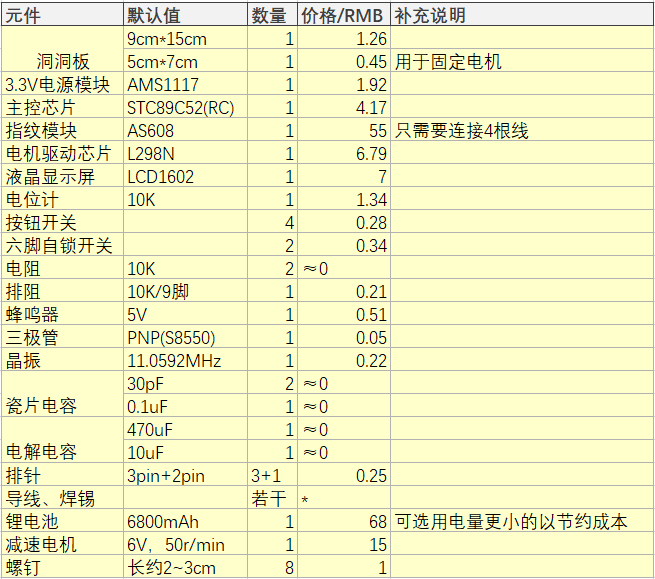 元件 默认值 数量 价格/RMB 补充说明
9cm*15cm 1 1.26
洞洞板 5cm*7cm 1 0.45 用于固定电机
3.3V电源模块 AMS1117 1 1.92
主控芯片 STC89C52(RC) 1 4.17
指纹模块 AS608 1 55 只需要连接4根线
电机驱动芯片 L298N 1 6.79
液晶显示屏 LCD1602 1 7
电位计 10K 1 1.34
按钮开关 4 0.28
六脚自锁开关 2 0.34
电阻 10K 2 ≈0
排阻 10K/9脚 1 0.21
蜂鸣器 5V 1 0.51
三极管 PNP(S8550) 1 0.05
晶振 11.0592MHz 1 0.22
30pF 2 ≈0
瓷片电容 0.1uF 1 ≈0
470uF 1 ≈0
电解电容 10uF 1 ≈0
排针 3pin+2pin 3+1 0.25
导线、焊锡 若干 *
锂电池 6800mAh 1 68 可选用电量更小的以节约成本
减速电机 6V，50r/min 1 15
螺钉 长约2~3cm 8 1